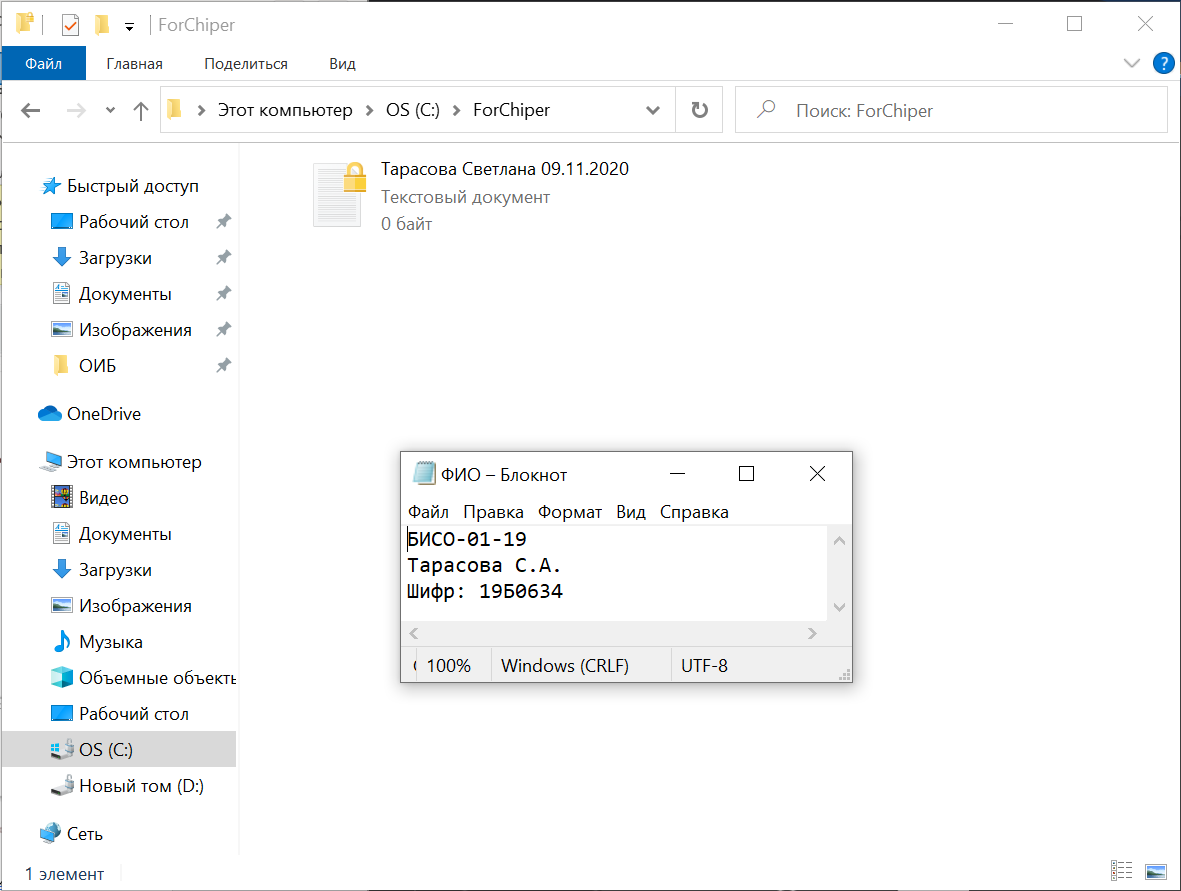 ForChiper
Файл Главная Поделиться Вид
?
Этот компьютер > OS (C:) > ForChiper
Поиск: ForChiper
Быстрый доступ
Рабочий стол
Загрузки
Документы
Изображения
ОИБ
OneDrive
Этот компьютер
Видео
Документы
Загрузки
Изображения
Музыка
Объемные объекть
Рабочий стол
OS (C:)
Новый том (D:)
Сеть
1 элемент
Тарасова Светлана 09.11.2020
Текстовый документ
0 байт
ФИО – Блокнот
Файл Правка Формат Вид Справка
БИСО-01-19
Тарасова С.А.
Шифр: 19Б0634
100% Windows (CRLF) UTF-8